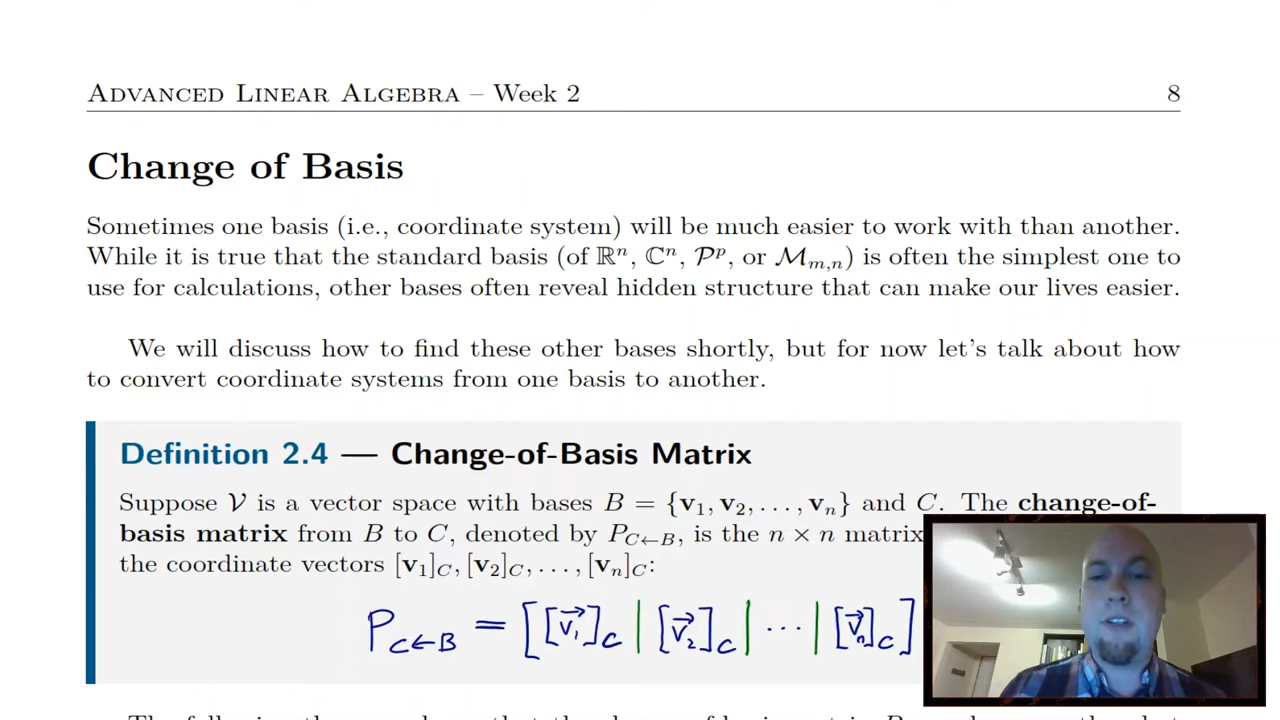 ADVANCED LINEAR ALGEBRA – Week 2 8
Change of Basis
Sometimes one basis (i.e., coordinate system) will be much easier to work with than another.
While it is true that the standard basis (of ℝⁿ, ℂⁿ, 𝒫ᵖ, or ℳₘ,ₙ) is often the simplest one to
use for calculations, other bases often reveal hidden structure that can make our lives easier.
We will discuss how to find these other bases shortly, but for now let's talk about how
to convert coordinate systems from one basis to another.
Definition 2.4 — Change-of-Basis Matrix
Suppose 𝒱 is a vector space with bases B = {v₁, v₂, . . . , vₙ} and C. The change-of-
basis matrix from B to C, denoted by P_{C←B}, is the n × n matrix
the coordinate vectors [v₁]_C, [v₂]_C, . . . , [vₙ]_C:
P_{C←B} = [[v⃗₁]_C | [v⃗₂]_C | ··· | [v⃗ₙ]_C]